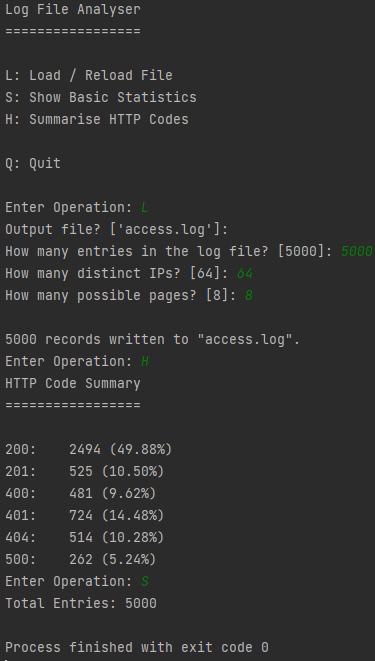 Log File Analyser
=================
L: Load / Reload File
S: Show Basic Statistics
H: Summarise HTTP Codes
Q: Quit
Enter Operation: L
Output file? ['access.log']:
How many entries in the log file? [5000]: 5000
How many distinct IPs? [64]: 64
How many possible pages? [8]: 8
5000 records written to "access.log".
Enter Operation: H
HTTP Code Summary
=================
200:    2494 (49.88%)
201:    525 (10.50%)
400:    481 (9.62%)
401:    724 (14.48%)
404:    514 (10.28%)
500:    262 (5.24%)
Enter Operation: S
Total Entries: 5000
Process finished with exit code 0